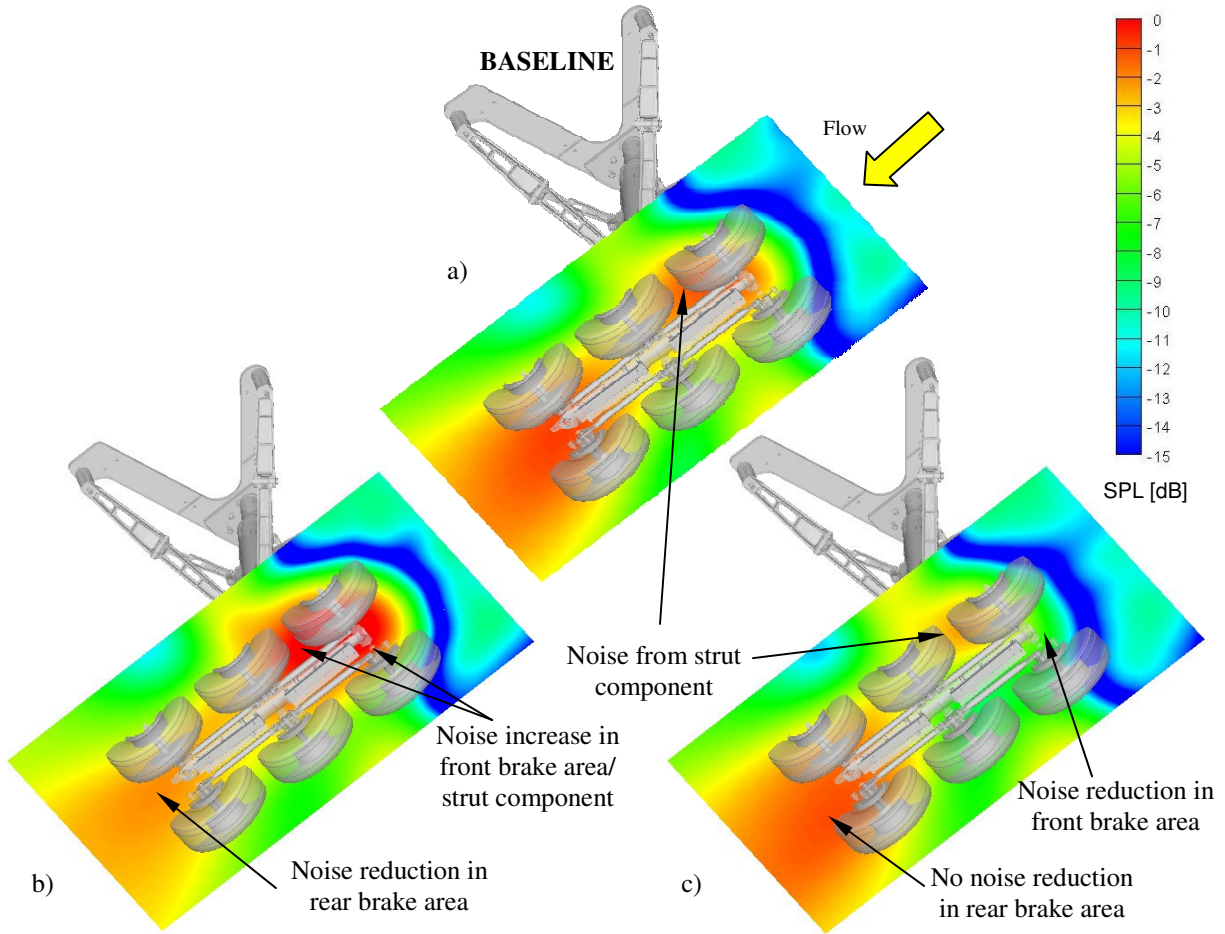 BASELINE
Flow
a)
0
-1
-2
-3
-4
-5
-6
-7
-8
-9
-10
-11
-12
-13
-14
-15
SPL [dB]
Noise from strut
component
Noise increase in
front brake area/
strut component
Noise reduction in
front brake area
b)
Noise reduction in
rear brake area
c)
No noise reduction
in rear brake area